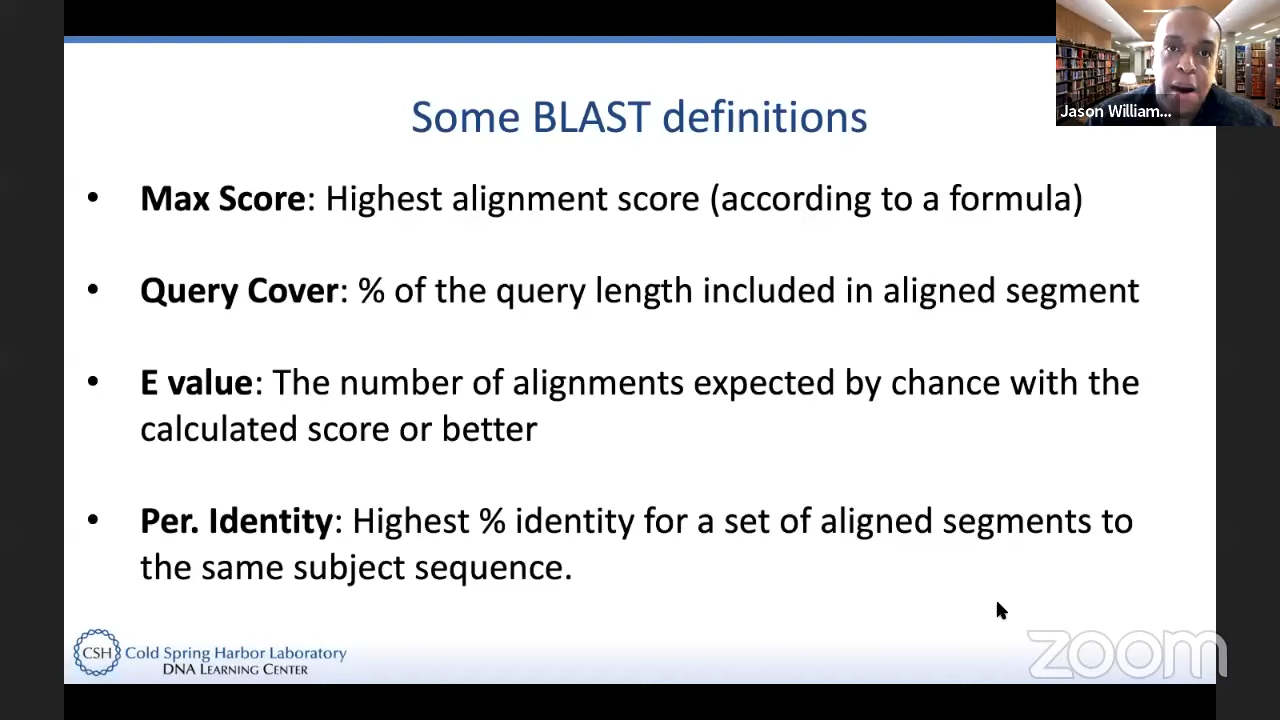 Some BLAST definitions
Jason William...
• Max Score: Highest alignment score (according to a formula)
• Query Cover: % of the query length included in aligned segment
• E value: The number of alignments expected by chance with the
calculated score or better
• Per. Identity: Highest % identity for a set of aligned segments to
the same subject sequence.
CSH Cold Spring Harbor Laboratory
DNA LEARNING CENTER
zoom